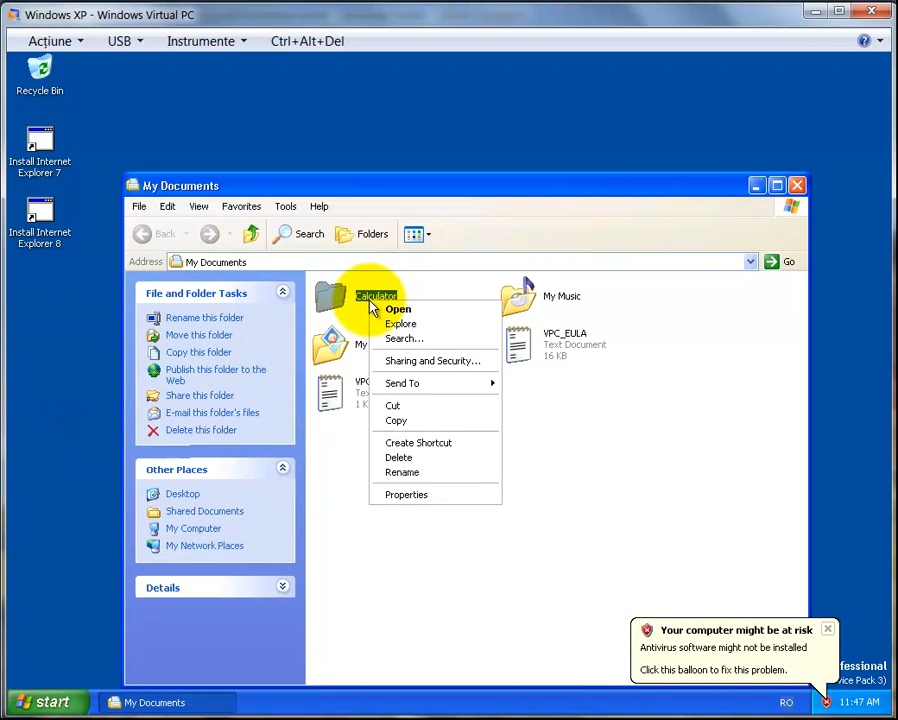 Windows XP - Windows Virtual PC
Acțiune USB Instrumente Ctrl+Alt+Del
Recycle Bin
Install Internet
Explorer 7
Install Internet
Explorer 8
My Documents
File Edit View Favorites Tools Help
Back Search Folders
Address My Documents Go
File and Folder Tasks
Rename this folder
Move this folder
Copy this folder
Publish this folder to the
Web
Share this folder
E-mail this folder's files
Delete this folder
Other Places
Desktop
Shared Documents
My Computer
My Network Places
Details
Calculator
My Music
My
VPC_EULA
Text Document
16 KB
Open
Explore
Search...
Sharing and Security...
Send To
Cut
Copy
Create Shortcut
Delete
Rename
Properties
Your computer might be at risk
Antivirus software might not be installed
Click this balloon to fix this problem.
start My Documents RO 11:47 AM